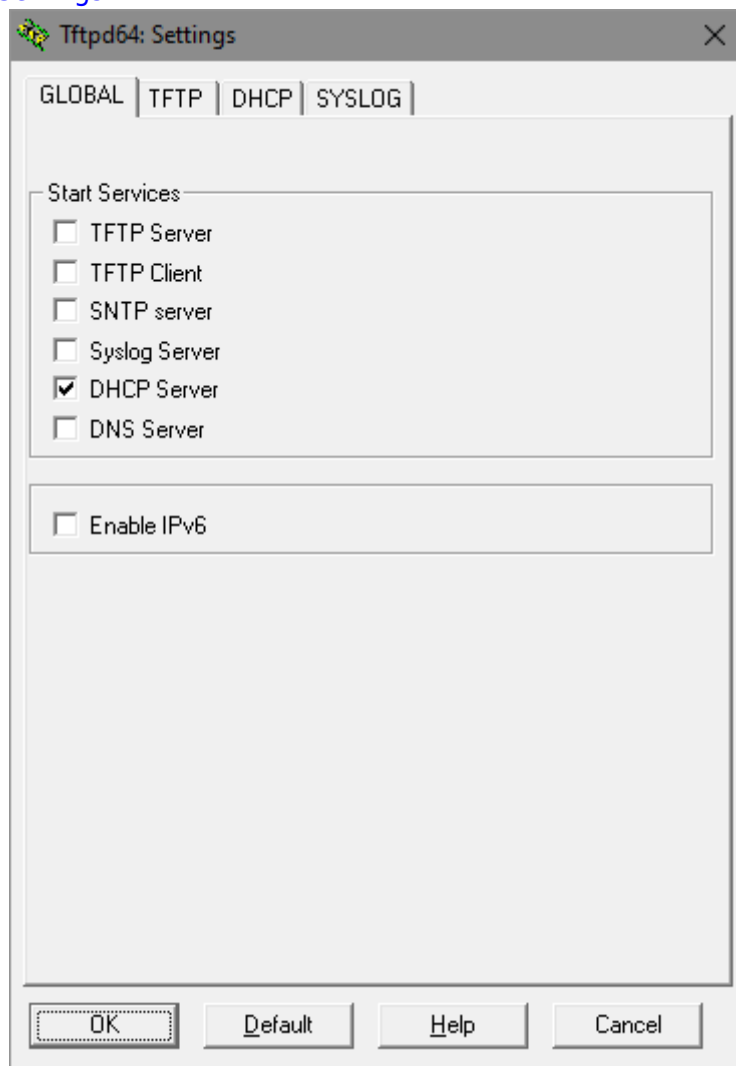 Tftpd64: Settings
GLOBAL TFTP DHCP SYSLOG
Start Services
TFTP Server
TFTP Client
SNTP server
Syslog Server
DHCP Server
DNS Server
Enable IPv6
OK Default Help Cancel